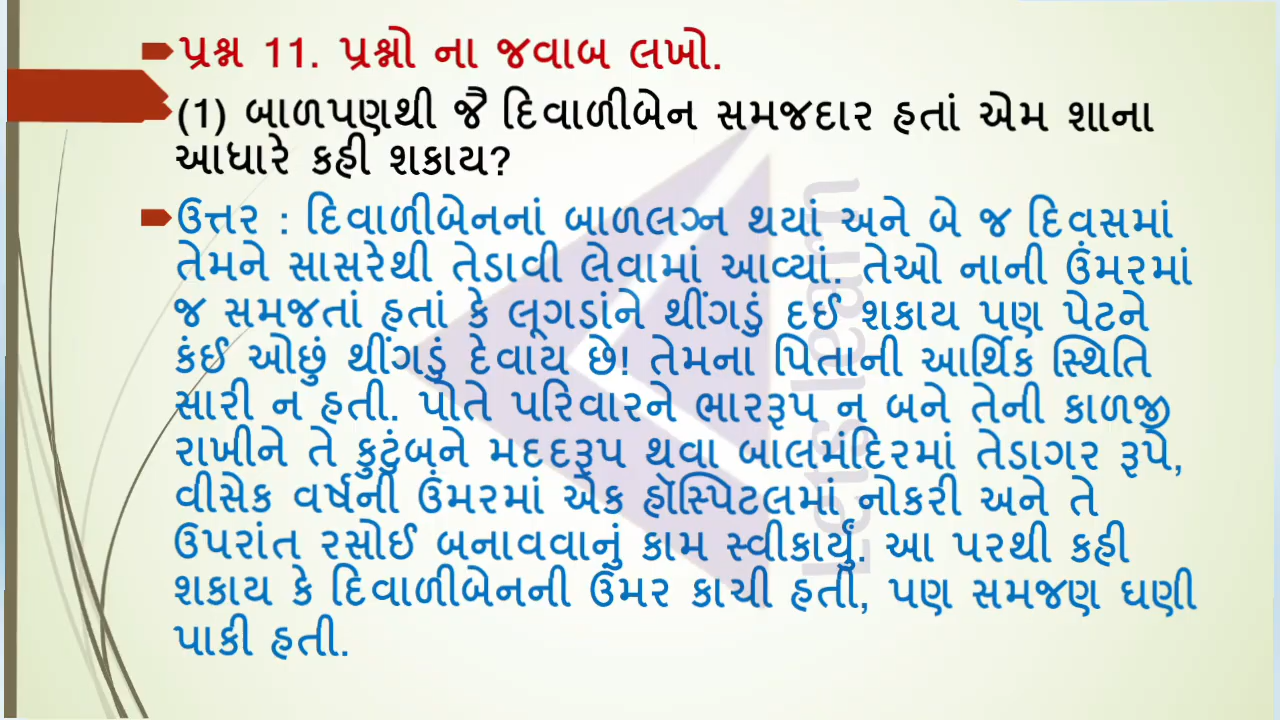 પ્રશ્ન 11. પ્રશ્નો ના જવાબ લખો.
(1) બાળપણથી જૈ દિવાળીબેન સમજદાર હતાં એમ શાના
આધારે કહી શકાય?
ઉત્તર : દિવાળીબેનનાં બાળલગ્ન થયાં અને બે જ દિવસમાં
તેમને સાસરેથી તેડાવી લેવામાં આવ્યાં. તેઓ નાની ઉંમરમાં
જ સમજતાં હતાં કે લૂગડાંને થીંગડું દઈ શકાય પણ પેટને
કંઈ ઓછું થીંગડું દેવાય છે! તેમના પિતાની આર્થિક સ્થિતિ
સારી ન હતી. પોતે પરિવારને ભારરૂપ ન બને તેની કાળજી
રાખીને તે કુટુંબને મદદરૂપ થવા બાલમંદિરમાં તેડાગર રૂપે,
વીસેક વર્ષની ઉંમરમાં એક હૉસ્પિટલમાં નોકરી અને તે
ઉપરાંત રસોઈ બનાવવાનું કામ સ્વીકાર્યું. આ પરથી કહી
શકાય કે દિવાળીબેનની ઉંમર કાચી હતી, પણ સમજણ ઘણી
પાકી હતી.
Letslearn